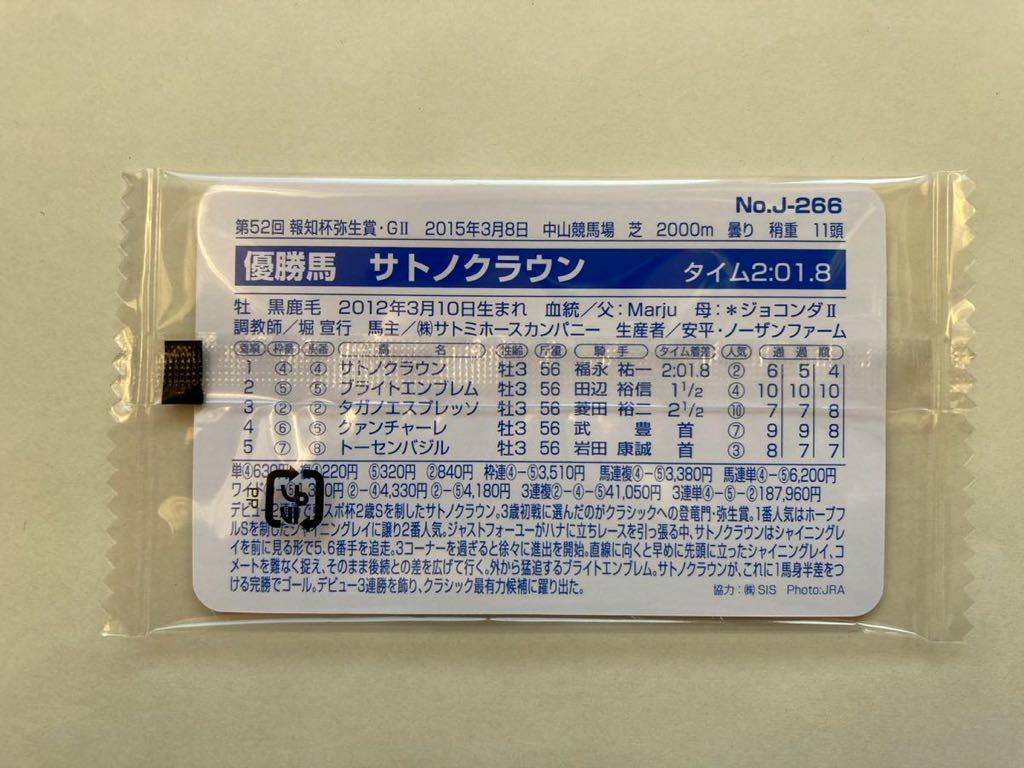 No.J-266
第52回 報知杯弥生賞・GⅡ 2015年3月8日 中山競馬場 芝 2000m 曇り 稍重 11頭
優勝馬 サトノクラウン タイム2:01.8
牡 黒鹿毛 2012年3月10日生まれ 血統/父:Marju 母:*ジョコンダⅡ
調教師/堀 宣行 馬主/㈱サトミホースカンパニー 生産者/安平・ノーザンファーム
着順 枠番 馬番 馬名 性齢 斤量 騎手 タイム着差 人気 通過順
1 ④ ④ サトノクラウン 牡3 56 福永 祐一 2:01.8 ② 6 5 4
2 ⑤ ⑤ ブライトエンブレム 牡3 56 田辺 裕信 1 1/2 ④ 10 10 10
3 ② ② タガノエスプレッソ 牡3 56 菱田 裕二 2 1/2 ⑩ 7 7 8
4 ⑥ ⑥ クァンチャーレ 牡3 56 武 豊 首 ⑦ 9 9 8
5 ⑦ ⑧ トーセンバジル 牡3 56 岩田 康誠 首 ③ 8 7 7
単④630円 ④220円 ⑤320円 ②840円 枠連④-⑤3,510円 馬連複④-⑤3,380円 馬連単④-⑤6,200円
ワイド ②-④4,330円 ②-⑤4,180円 3連複②-④-⑤41,050円 3連単④-⑤-②187,960円
デビュー2 スポ杯2歳Sを制したサトノクラウン。3歳初戦に選んだのがクラシックへの登竜門・弥生賞。1番人気はホープフ
ルSを制したシャイニングレイに譲り2番人気。ジャストフォーユーがハナに立ちレースを引っ張る中、サトノクラウンはシャイニングレ
イを前に見る形で5、6番手を追走。3コーナーを過ぎると徐々に進出を開始。直線に向くと早めに先頭に立ったシャイニングレイ、コ
メートを難なく捉え、そのまま後続との差を広げて行く。外から猛追するブライトエンブレム。サトノクラウンが、これに1馬身半差をつ
ける完勝でゴール。デビュー3連勝を飾り、クラシック最有力候補に躍り出た。
協力:㈱SIS Photo:JRA
プラ
PP